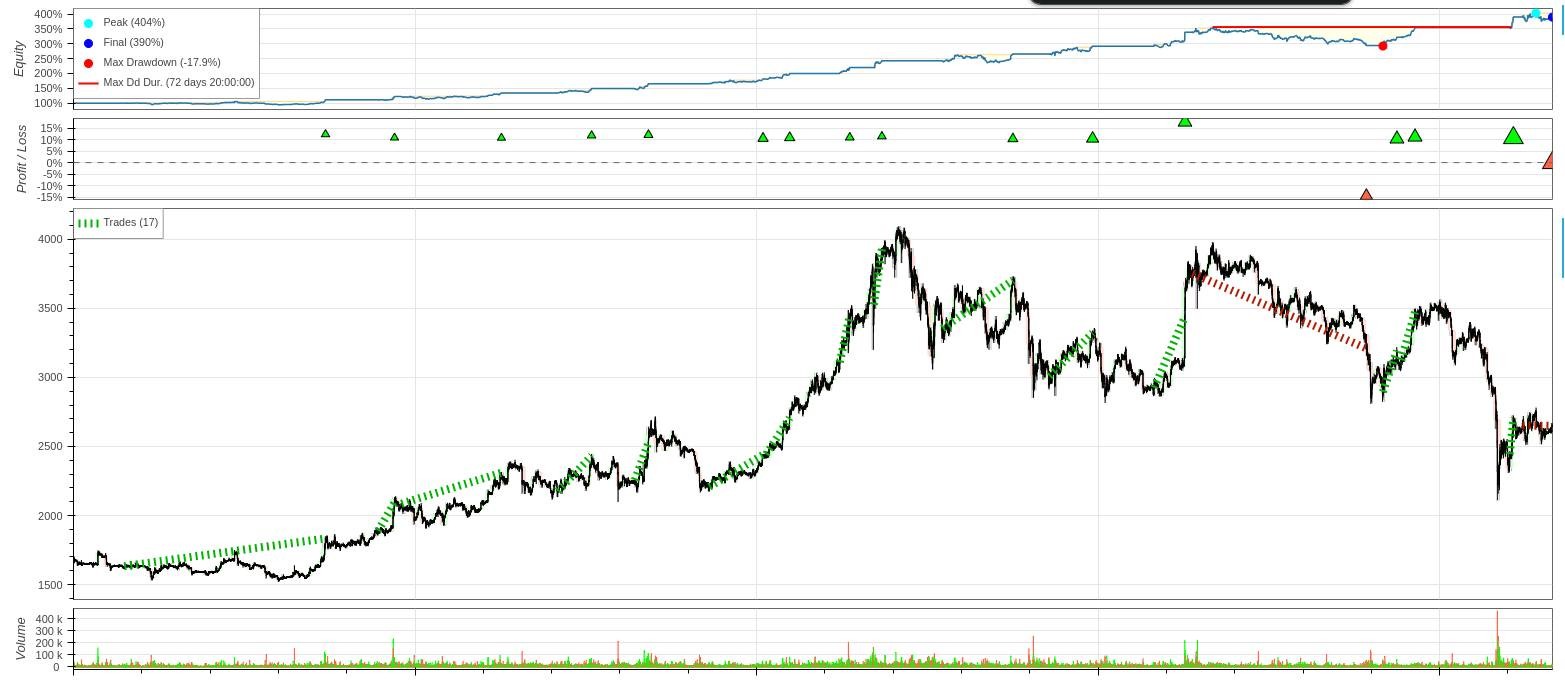 400%
350%
300%
250%
200%
150%
100%
Equity
Peak (404%)
Final (390%)
Max Drawdown (-17.9%)
Max Dd Dur. (72 days 20:00:00)
15%
10%
5%
0%
-5%
-10%
-15%
Profit / Loss
Trades (17)
4000
3500
3000
2500
2000
1500
400 k
300 k
200 k
100 k
0
Volume